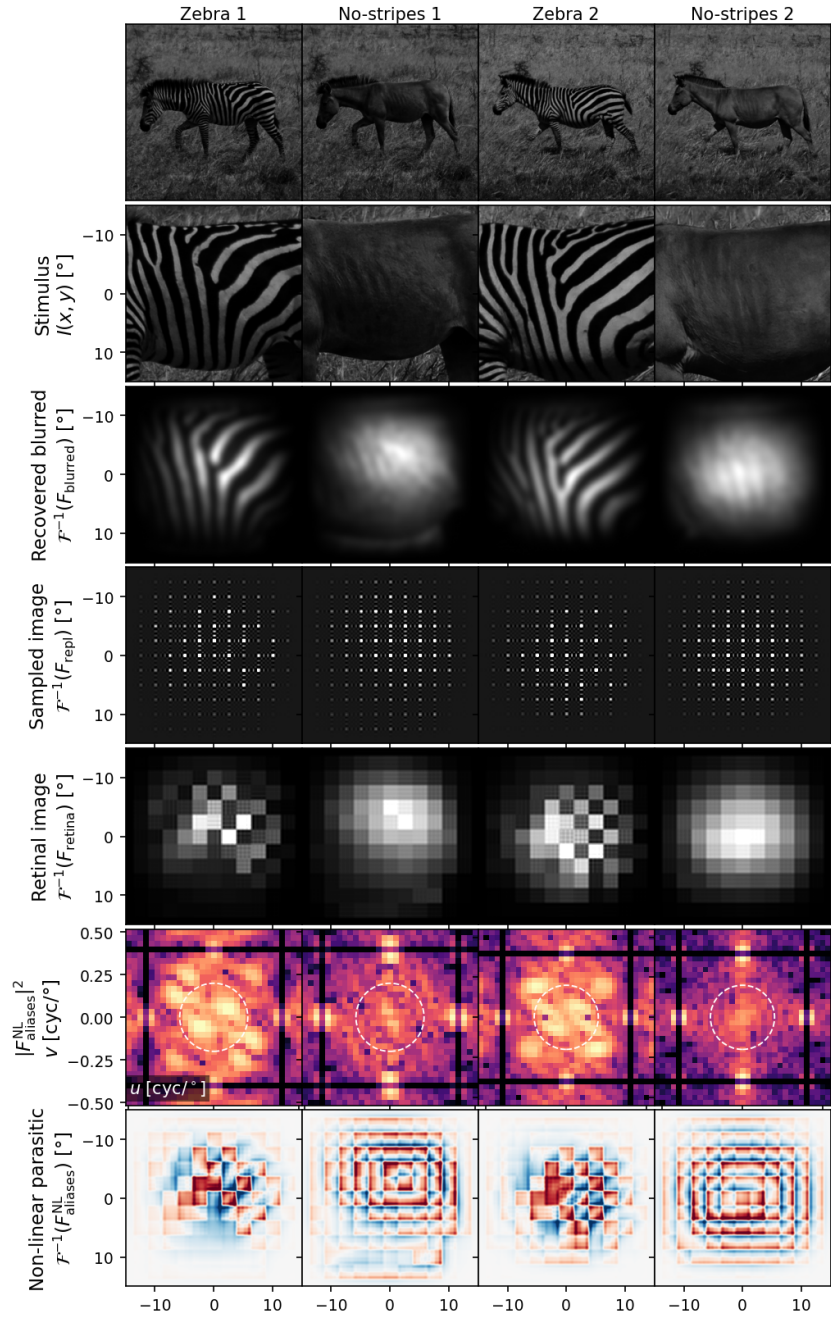 Zebra 1 No-stripes 1 Zebra 2 No-stripes 2
Stimulus
I(x, y) [°]
−10
0
10
Recovered blurred
𝓕⁻¹(F_blurred) [°]
−10
0
10
Sampled image
𝓕⁻¹(F_repl) [°]
−10
0
10
Retinal image
𝓕⁻¹(F_retina) [°]
−10
0
10
|F^NL_aliases|²
v [cyc/°]
0.50
0.25
0.00
−0.25
−0.50
u [cyc/°]
Non-linear parasitic
𝓕⁻¹(F^NL_aliases) [°]
−10
0
10
−10 0 10 −10 0 10 −10 0 10 −10 0 10